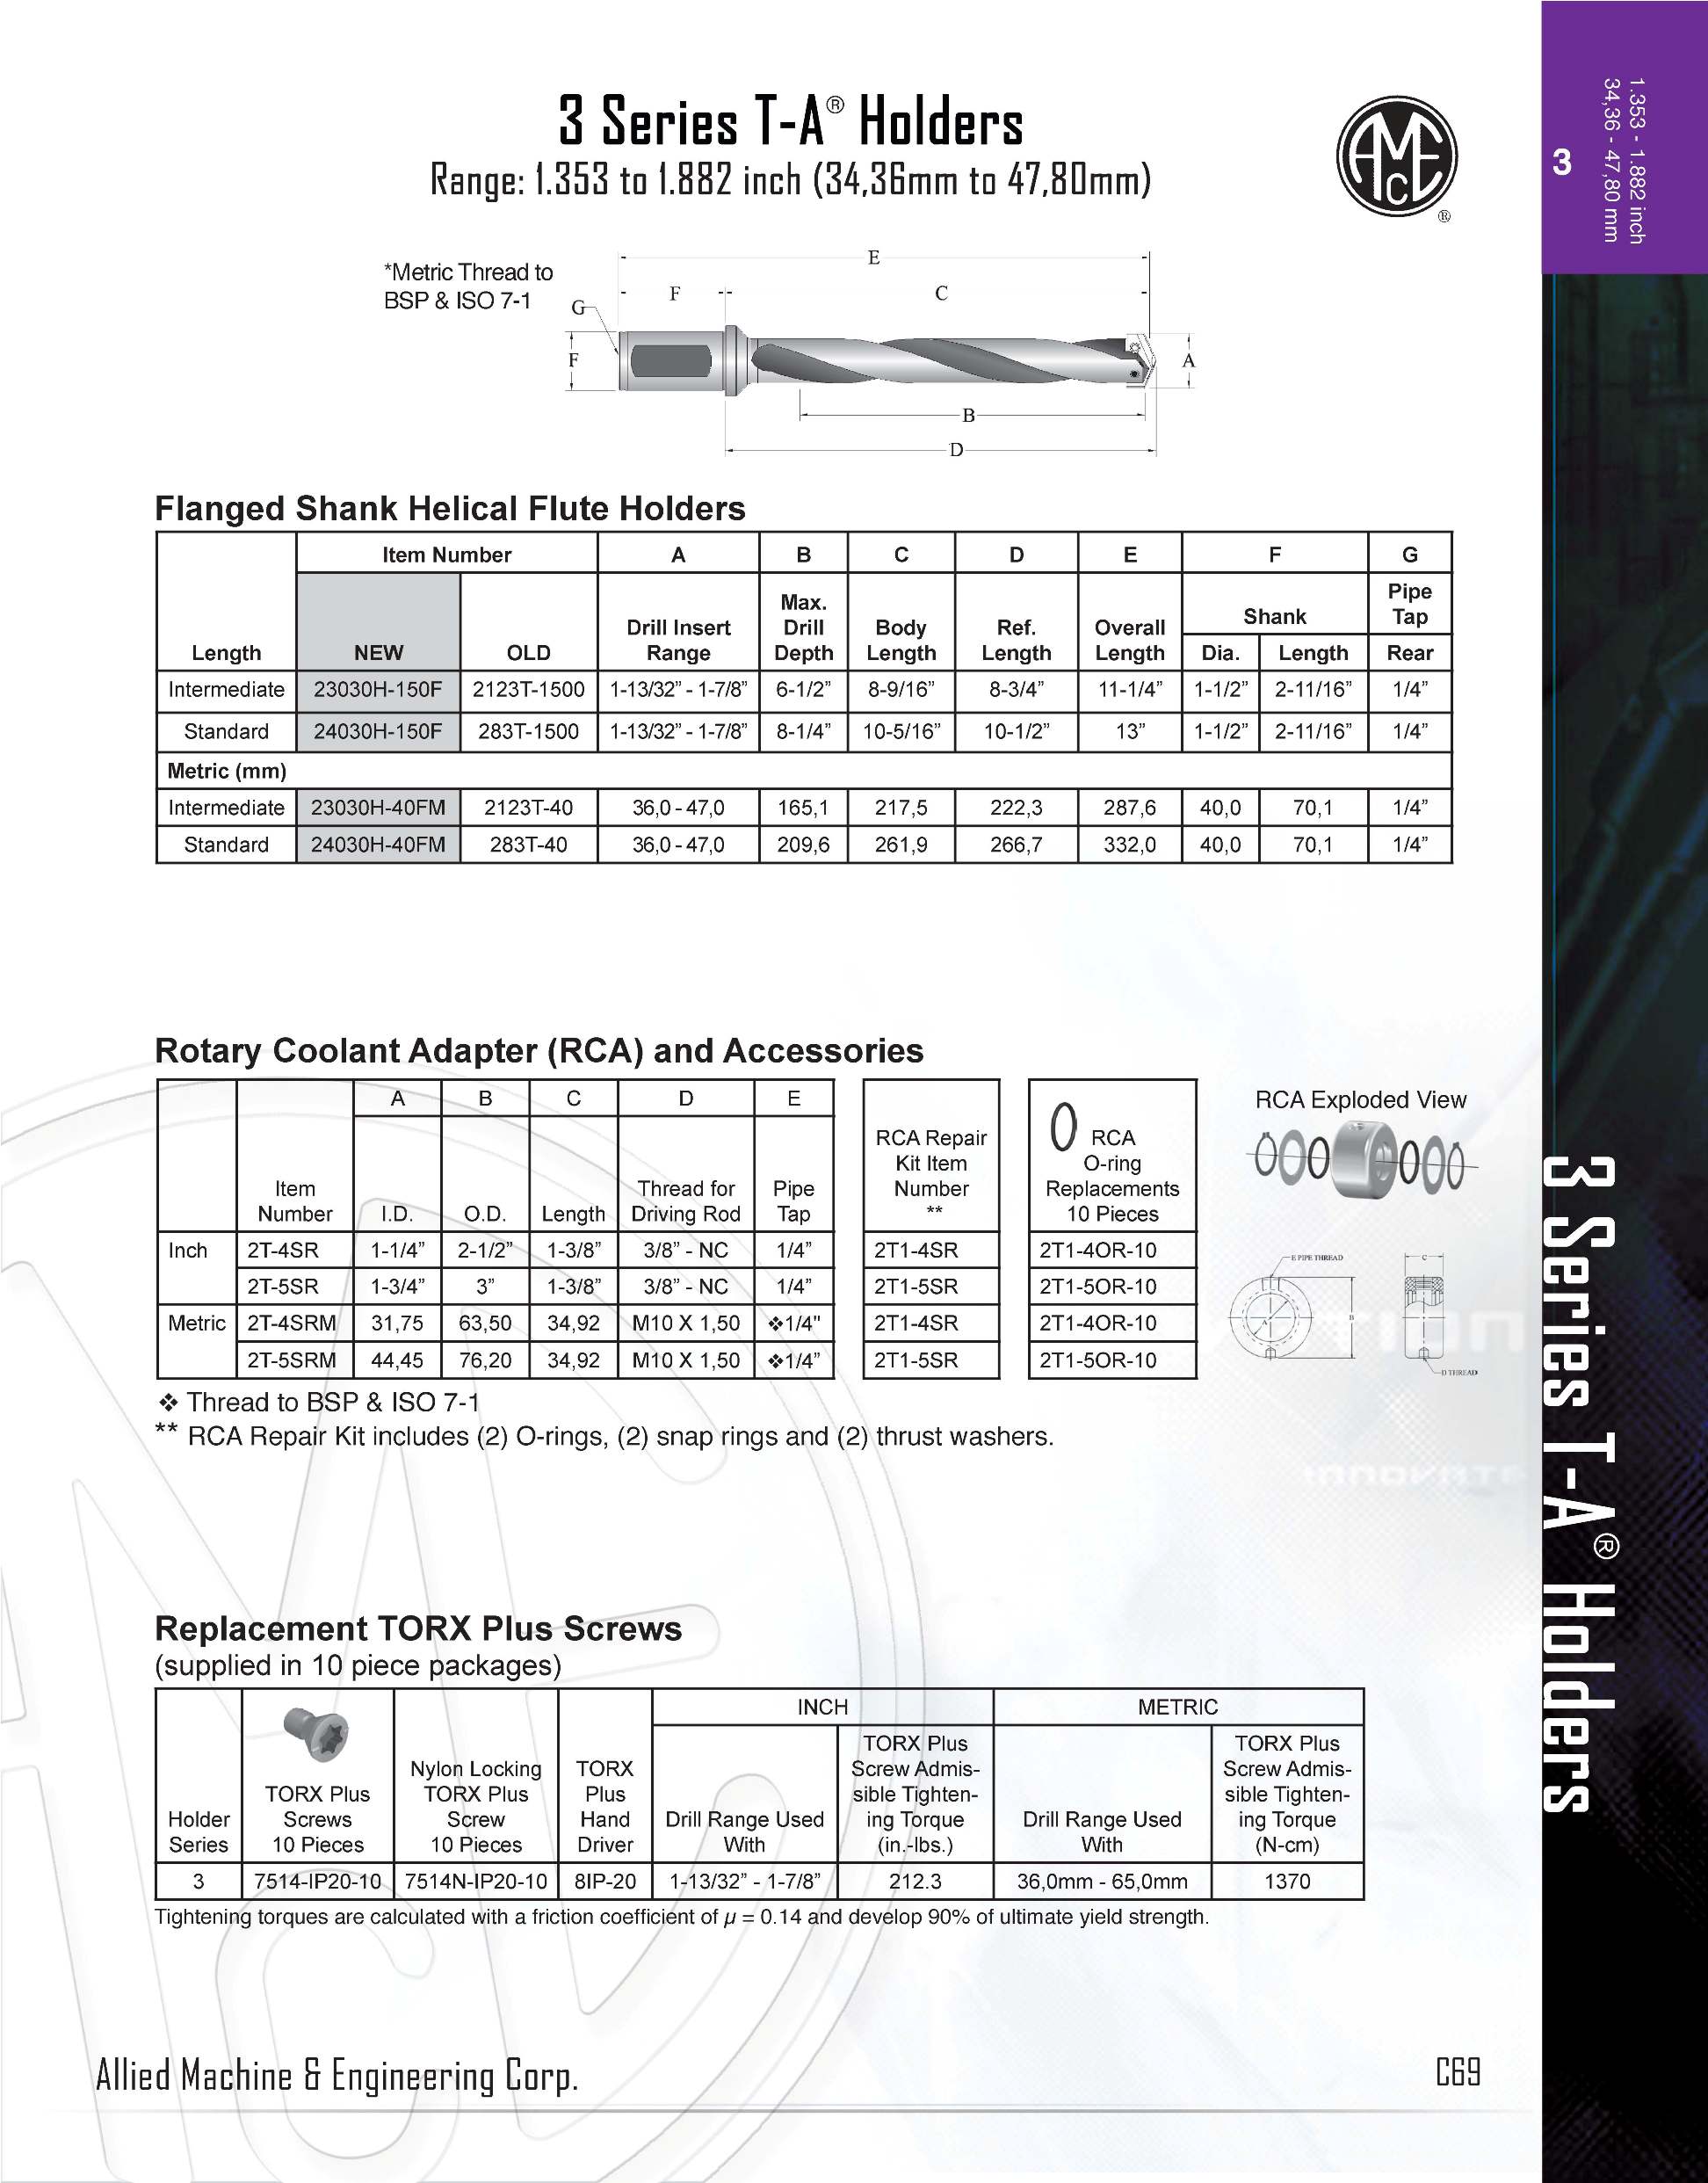 1.353 - 1.882 inch
34,36 - 47,80 mm
3
3 Series T-A® Holders
Range: 1.353 to 1.882 inch (34,36mm to 47,80mm)
AMEC
®
*Metric Thread to
BSP & ISO 7-1
E
F
C
G
F
A
B
D
Flanged Shank Helical Flute Holders
Item Number A B C D E F G
Length NEW OLD Drill Insert Range Max. Drill Depth Body Length Ref. Length Overall Length Shank Dia. Length Pipe Tap Rear
Intermediate 23030H-150F 2123T-1500 1-13/32” - 1-7/8” 6-1/2” 8-9/16” 8-3/4” 11-1/4” 1-1/2” 2-11/16” 1/4”
Standard 24030H-150F 283T-1500 1-13/32” - 1-7/8” 8-1/4” 10-5/16” 10-1/2” 13” 1-1/2” 2-11/16” 1/4”
Metric (mm)
Intermediate 23030H-40FM 2123T-40 36,0 - 47,0 165,1 217,5 222,3 287,6 40,0 70,1 1/4”
Standard 24030H-40FM 283T-40 36,0 - 47,0 209,6 261,9 266,7 332,0 40,0 70,1 1/4”
Rotary Coolant Adapter (RCA) and Accessories
A B C D E
Item Number I.D. O.D. Length Thread for Driving Rod Pipe Tap RCA Repair Kit Item Number ** RCA O-ring Replacements 10 Pieces
Inch 2T-4SR 1-1/4” 2-1/2” 1-3/8” 3/8” - NC 1/4” 2T1-4SR 2T1-4OR-10
2T-5SR 1-3/4” 3” 1-3/8” 3/8” - NC 1/4” 2T1-5SR 2T1-5OR-10
Metric 2T-4SRM 31,75 63,50 34,92 M10 X 1,50 ❖1/4" 2T1-4SR 2T1-4OR-10
2T-5SRM 44,45 76,20 34,92 M10 X 1,50 ❖1/4” 2T1-5SR 2T1-5OR-10
RCA Exploded View
E PIPE THREAD
C
A
B
D THREAD
❖ Thread to BSP & ISO 7-1
** RCA Repair Kit includes (2) O-rings, (2) snap rings and (2) thrust washers.
Replacement TORX Plus Screws
(supplied in 10 piece packages)
INCH METRIC
Holder Series TORX Plus Screws 10 Pieces Nylon Locking TORX Plus Screw 10 Pieces TORX Plus Hand Driver Drill Range Used With TORX Plus Screw Admis-sible Tighten-ing Torque (in.-lbs.) Drill Range Used With TORX Plus Screw Admis-sible Tighten-ing Torque (N-cm)
3 7514-IP20-10 7514N-IP20-10 8IP-20 1-13/32” - 1-7/8” 212.3 36,0mm - 65,0mm 1370
Tightening torques are calculated with a friction coefficient of µ = 0.14 and develop 90% of ultimate yield strength.
3 Series T-A® Holders
Allied Machine & Engineering Corp.
C69